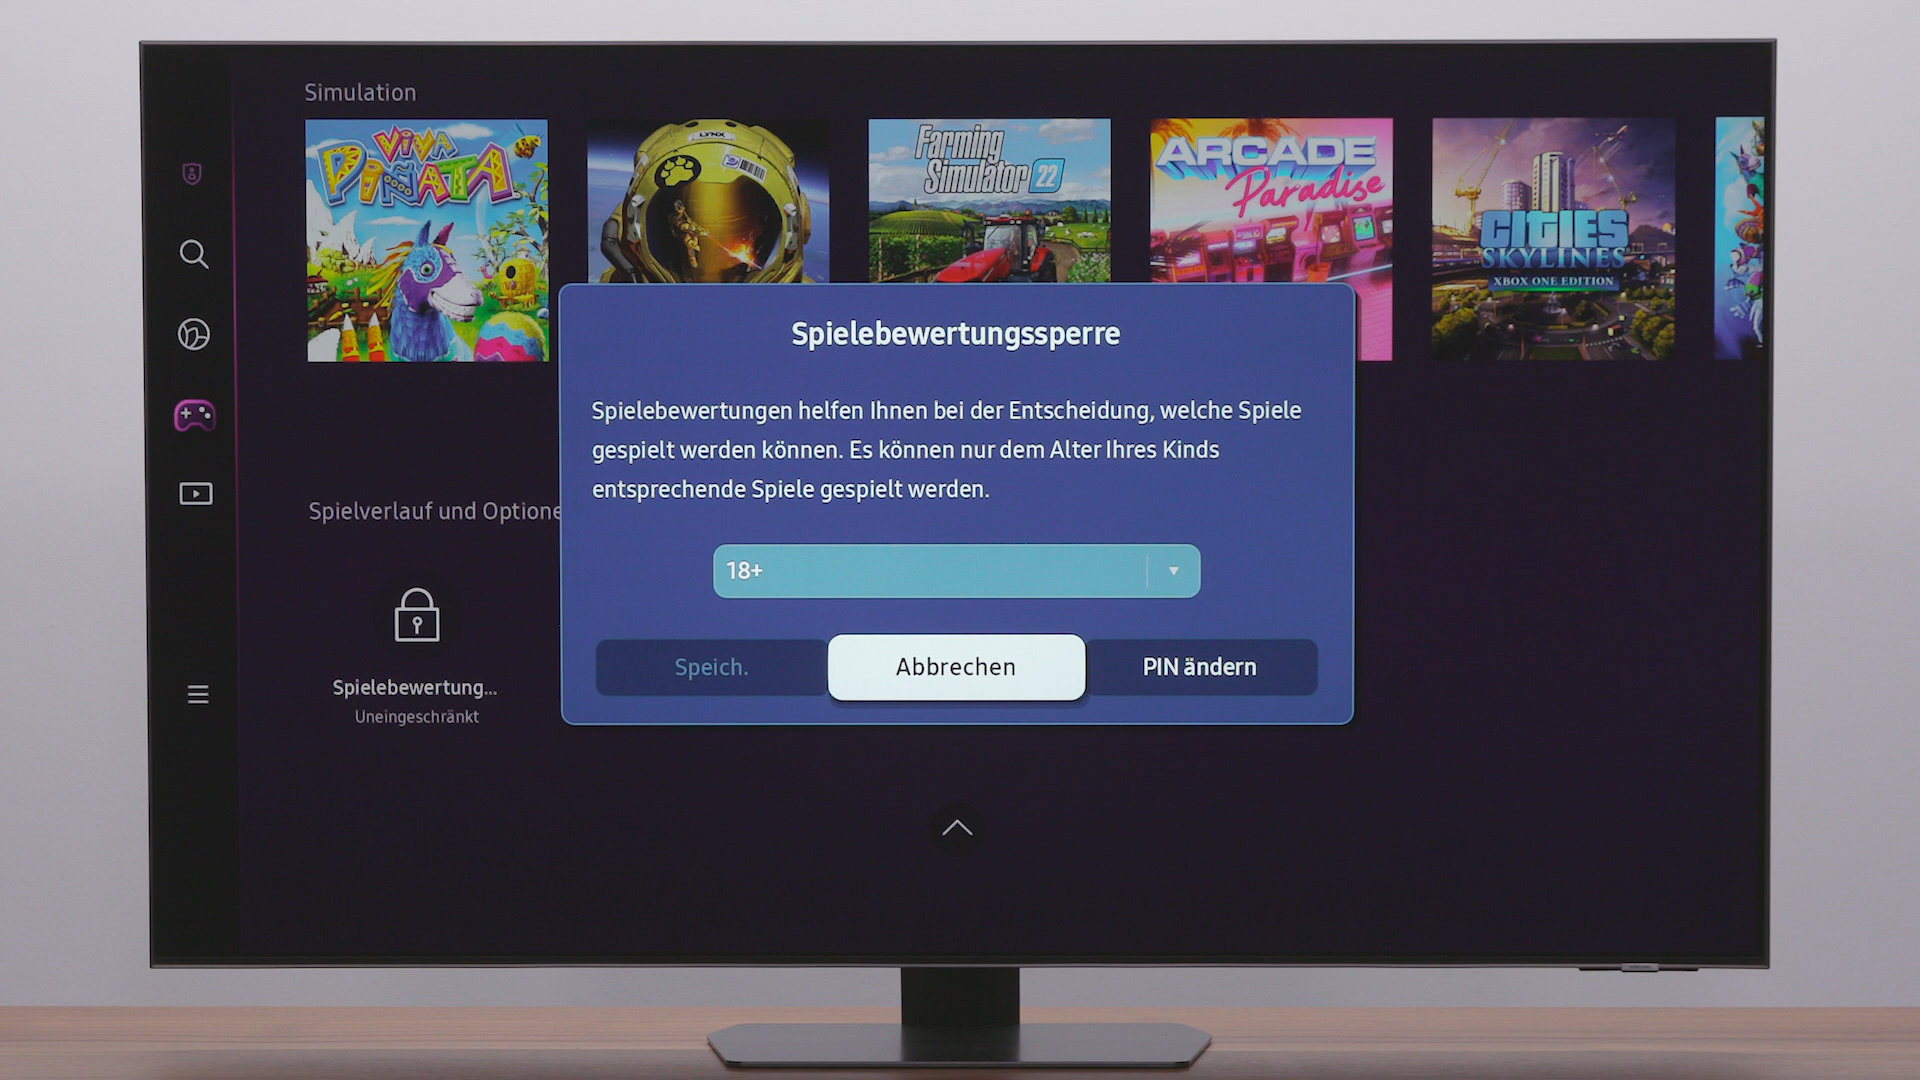 Simulation
VIVA
PIÑATA
LYNX
Farming
Simulator 22
ARCADE
Paradise
CITIES
SKYLINES
XBOX ONE EDITION
Spielebewertungssperre
Spielebewertungen helfen Ihnen bei der Entscheidung, welche Spiele
gespielt werden können. Es können nur dem Alter Ihres Kinds
entsprechende Spiele gespielt werden.
18+
Speich.
Abbrechen
PIN ändern
Spielverlauf und Optione
Spielebewertung...
Uneingeschränkt